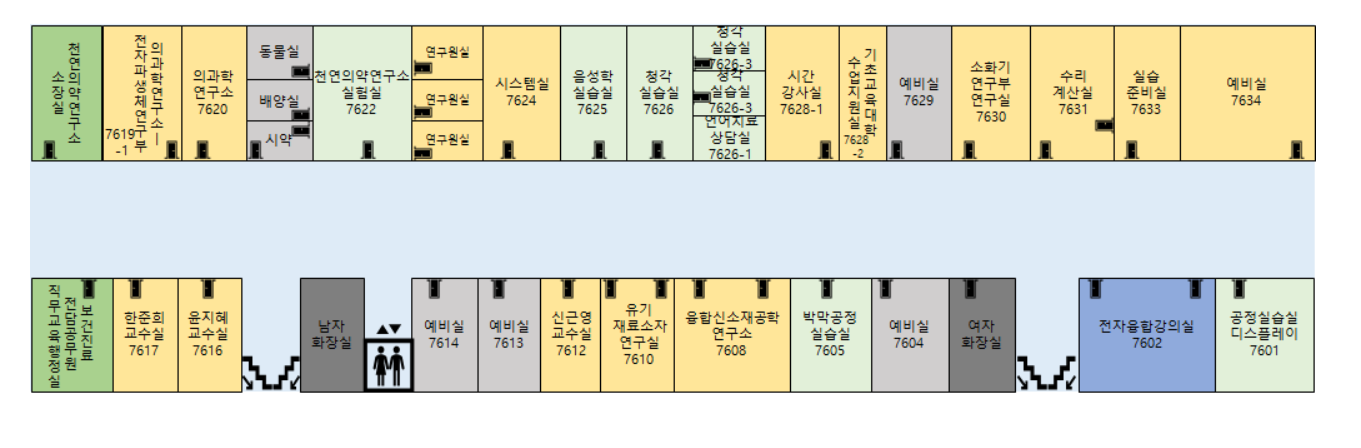 천연의약연구소
소장실
의과학연구소ㅣ
전자파생체연구부
7619
-1
의과학
연구소
7620
동물실
배양실
시약
천연의약연구소
실험실
7622
연구원실
연구원실
연구원실
시스템실
7624
음성학
실습실
7625
청각
실습실
7626
청각
실습실
7626-3
청각
실습실
7626-3
언어치료
상담실
7626-1
시간
강사실
7628-1
기초교육대학
수업지원실
7628
-2
예비실
7629
소화기
연구부
연구실
7630
수리
계산실
7631
실습
준비실
7633
예비실
7634
보건진료
전담공무원
직무교육행정실
한준희
교수실
7617
윤지혜
교수실
7616
남자
화장실
예비실
7614
예비실
7613
신근영
교수실
7612
유기
재료소자
연구실
7610
융합신소재공학
연구소
7608
박막공정
실습실
7605
예비실
7604
여자
화장실
전자융합강의실
7602
공정실습실
디스플레이
7601